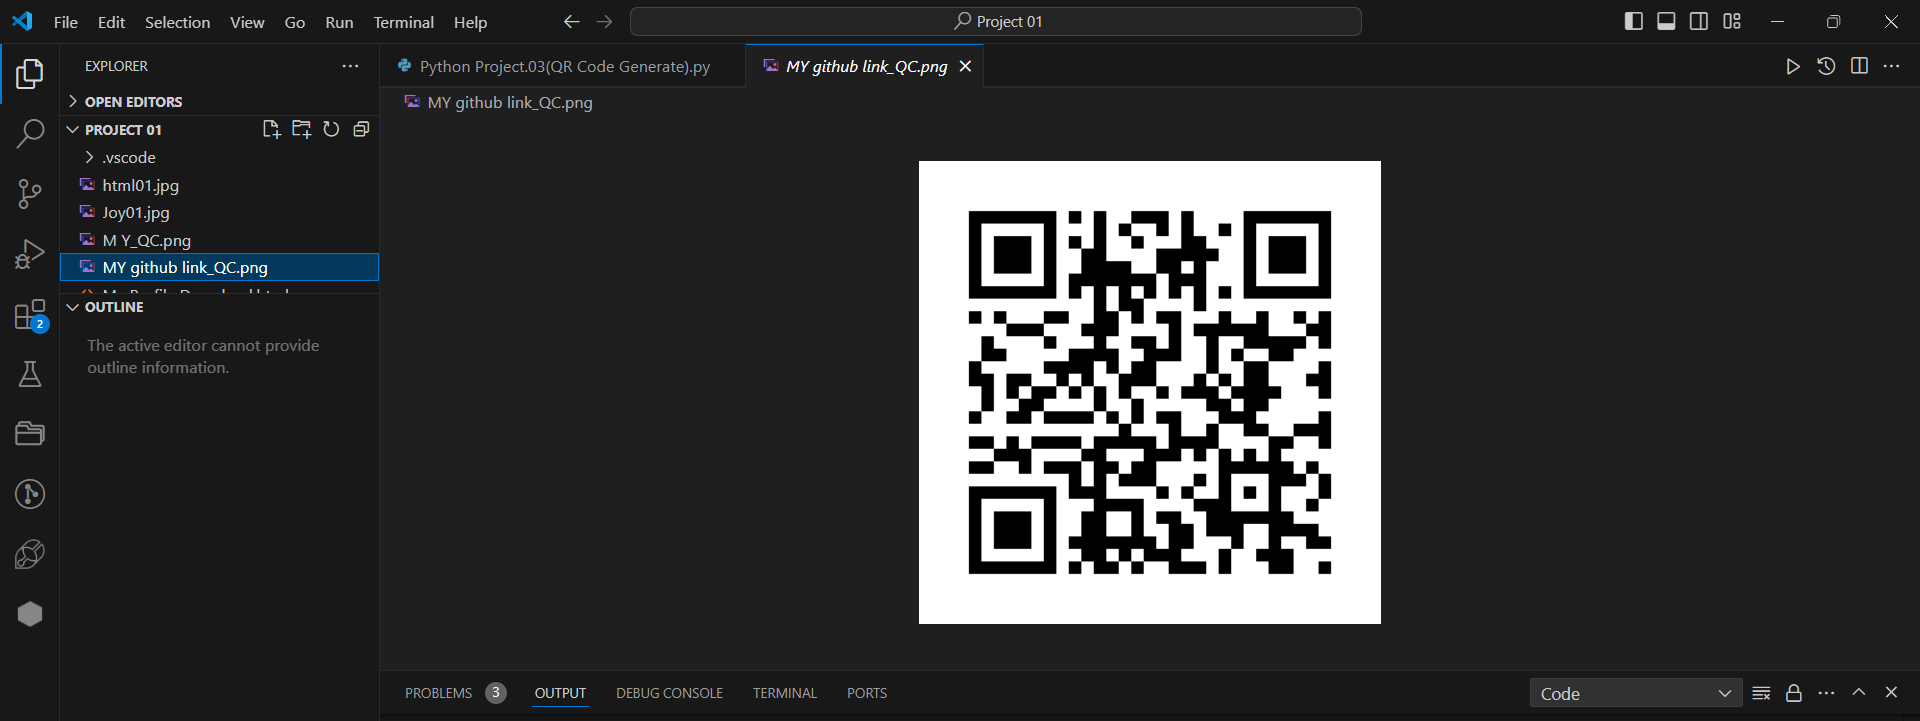 File Edit Selection View Go Run Terminal Help
Project 01
EXPLORER
OPEN EDITORS
PROJECT 01
.vscode
html01.jpg
Joy01.jpg
M Y_QC.png
MY github link_QC.png
OUTLINE
The active editor cannot provide
outline information.
2
Python Project.03(QR Code Generate).py
MY github link_QC.png
MY github link_QC.png
PROBLEMS 3 OUTPUT DEBUG CONSOLE TERMINAL PORTS
Code